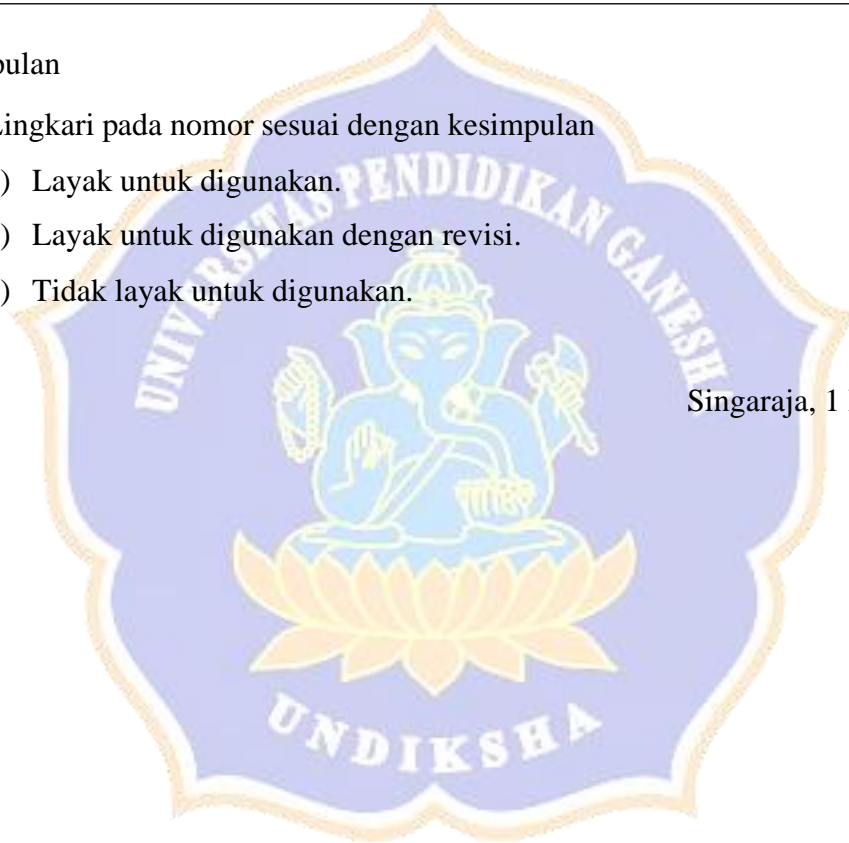 pulan
Lingkari pada nomor sesuai dengan kesimpulan
) Layak untuk digunakan.
) Layak untuk digunakan dengan revisi.
) Tidak layak untuk digunakan.
UNIVERSITAS PENDIDIKAN GANESHA
Singaraja, 1
UNDIKSHA